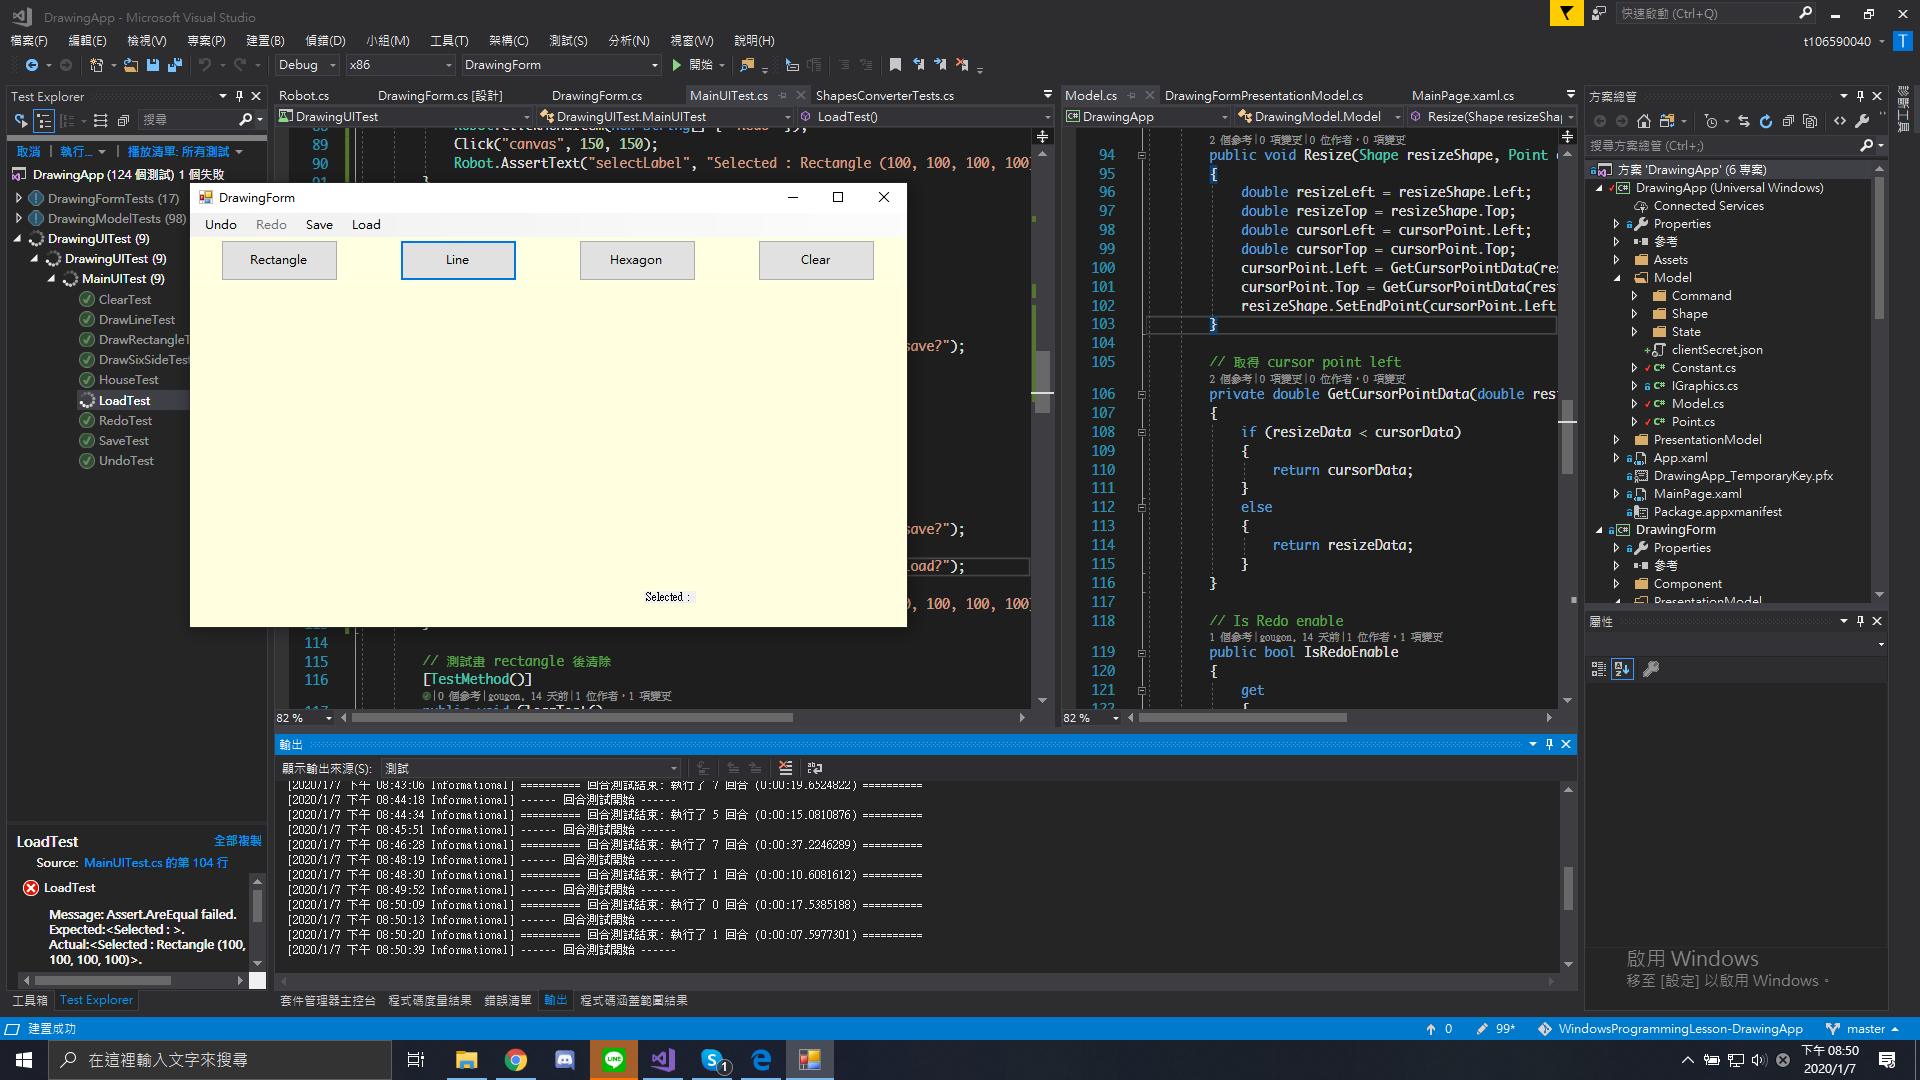 DrawingApp - Microsoft Visual Studio
快速啟動 (Ctrl+Q)
檔案(F) 編輯(E) 檢視(V) 專案(P) 建置(B) 偵錯(D) 小組(M) 工具(T) 架構(C) 測試(S) 分析(N) 視窗(W) 說明(H)
t106590040
T
Debug x86 DrawingForm 開始
Test Explorer
搜尋
取消 執行... 播放清單: 所有測試
DrawingApp (124 個測試) 1 個失敗
DrawingFormTests (17)
DrawingModelTests (98)
DrawingUITest (9)
DrawingUITest (9)
MainUITest (9)
ClearTest
DrawLineTest
DrawRectangleT
DrawSixSideTest
HouseTest
LoadTest
RedoTest
SaveTest
UndoTest
LoadTest
全部複製
Source: MainUITest.cs 的第 104 行
LoadTest
Message: Assert.AreEqual failed.
Expected:<Selected : >.
Actual:<Selected : Rectangle (100,
100, 100, 100)>.
工具箱 Test Explorer
Robot.cs DrawingForm.cs [設計] DrawingForm.cs MainUITest.cs ShapesConverterTests.cs
DrawingUITest DrawingUITest.MainUITest LoadTest()
89 Click("canvas", 150, 150);
90 Robot.AssertText("selectLabel", "Selected : Rectangle (100, 100, 100, 100)
DrawingForm
Undo Redo Save Load
Rectangle Line Hexagon Clear
Selected :
save?");
save?");
load?");
), 100, 100, 100)
114
115 // 測試畫 rectangle 後清除
116 [TestMethod()]
0 個參考|gougon, 14 天前|1 位作者，1 項變更
82 %
Model.cs DrawingFormPresentationModel.cs MainPage.xaml.cs
DrawingApp DrawingModel.Model Resize(Shape resizeSha
2 個參考|0 項變更|0 位作者，0 項變更
94 public void Resize(Shape resizeShape, Point
95 {
96 double resizeLeft = resizeShape.Left;
97 double resizeTop = resizeShape.Top;
98 double cursorLeft = cursorPoint.Left;
99 double cursorTop = cursorPoint.Top;
100 cursorPoint.Left = GetCursorPointData(res
101 cursorPoint.Top = GetCursorPointData(res
102 resizeShape.SetEndPoint(cursorPoint.Left
103 }
104
105 // 取得 cursor point left
2 個參考|0 項變更|0 位作者，0 項變更
106 private double GetCursorPointData(double res
107 {
108 if (resizeData < cursorData)
109 {
110 return cursorData;
111 }
112 else
113 {
114 return resizeData;
115 }
116 }
117
118 // Is Redo enable
1 個參考|gougon, 14 天前|1 位作者，1 項變更
119 public bool IsRedoEnable
120 {
121 get
122 {
82 %
輸出
顯示輸出來源(S): 測試
[2020/1/7 下午 08:43:06 Informational] ========== 回合測試結束: 執行了 7 回合 (0:00:19.6524822) ==========
[2020/1/7 下午 08:44:18 Informational] ------ 回合測試開始 ------
[2020/1/7 下午 08:44:34 Informational] ========== 回合測試結束: 執行了 5 回合 (0:00:15.0810876) ==========
[2020/1/7 下午 08:45:51 Informational] ------ 回合測試開始 ------
[2020/1/7 下午 08:46:28 Informational] ========== 回合測試結束: 執行了 7 回合 (0:00:37.2246289) ==========
[2020/1/7 下午 08:48:19 Informational] ------ 回合測試開始 ------
[2020/1/7 下午 08:48:30 Informational] ========== 回合測試結束: 執行了 1 回合 (0:00:10.6081612) ==========
[2020/1/7 下午 08:49:52 Informational] ------ 回合測試開始 ------
[2020/1/7 下午 08:50:09 Informational] ========== 回合測試結束: 執行了 0 回合 (0:00:17.5385188) ==========
[2020/1/7 下午 08:50:13 Informational] ------ 回合測試開始 ------
[2020/1/7 下午 08:50:20 Informational] ========== 回合測試結束: 執行了 1 回合 (0:00:07.5977301) ==========
[2020/1/7 下午 08:50:39 Informational] ------ 回合測試開始 ------
套件管理器主控台 程式碼度量結果 錯誤清單 輸出 程式碼涵蓋範圍結果
方案總管
搜尋方案總管 (Ctrl+;)
方案 'DrawingApp' (6 專案)
DrawingApp (Universal Windows)
Connected Services
Properties
參考
Assets
Model
Command
Shape
State
clientSecret.json
Constant.cs
IGraphics.cs
Model.cs
Point.cs
PresentationModel
App.xaml
DrawingApp_TemporaryKey.pfx
MainPage.xaml
Package.appxmanifest
DrawingForm
Properties
參考
Component
PresentationModel
診斷工具
屬性
啟用 Windows
移至 [設定] 以啟用 Windows。
建置成功
0 99* WindowsProgrammingLesson-DrawingApp master
在這裡輸入文字來搜尋
LINE
1
下午 08:50
2020/1/7